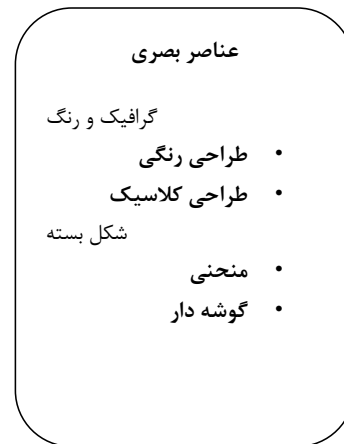 عناصر بصری
گرافیک و رنگ
• طراحی رنگی
• طراحی کلاسیک
شکل بسته
• منحنی
• گوشه دار